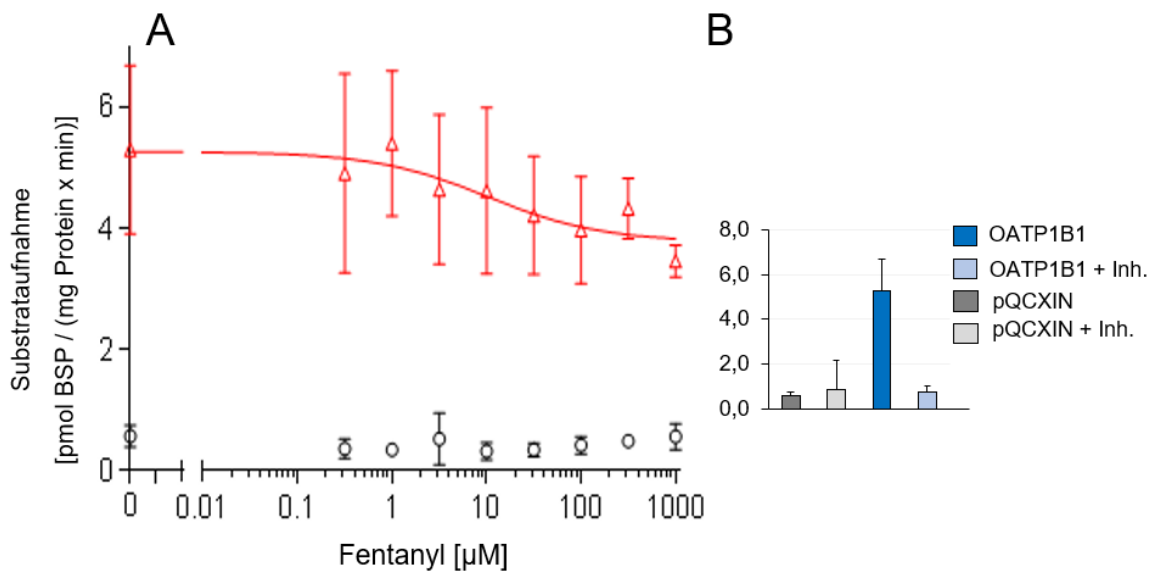 A
B
Substrataufnahme
[pmol BSP / (mg Protein x min)]
6
4
2
0
0 0.01 0.1 1 10 100 1000
Fentanyl [µM]
8,0
6,0
4,0
2,0
0,0
OATP1B1
OATP1B1 + Inh.
pQCXIN
pQCXIN + Inh.